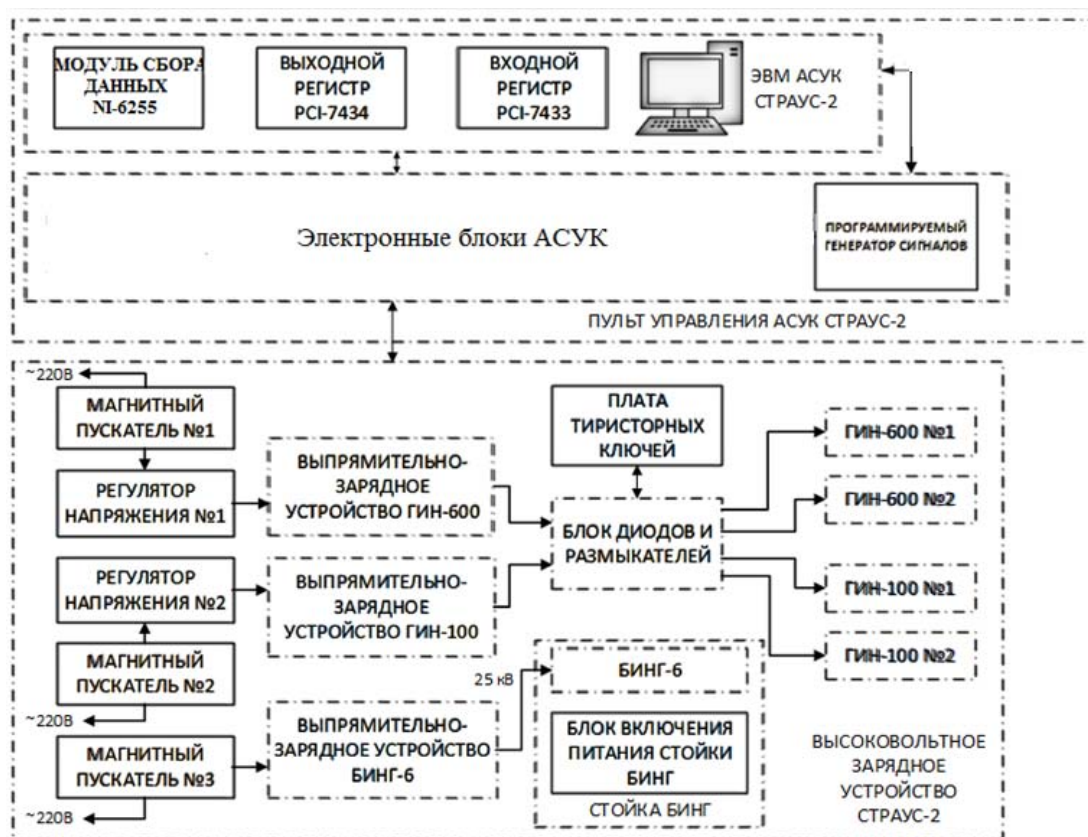 МОДУЛЬ СБОРА
ДАННЫХ
NI-6255
ВЫХОДНОЙ
РЕГИСТР
PCI-7434
ВХОДНОЙ
РЕГИСТР
PCI-7433
ЭВМ АСУК
СТРАУС-2
Электронные блоки АСУК
ПРОГРАММИРУЕМЫЙ
ГЕНЕРАТОР СИГНАЛОВ
ПУЛЬТ УПРАВЛЕНИЯ АСУК СТРАУС-2
~220В
МАГНИТНЫЙ
ПУСКАТЕЛЬ №1
РЕГУЛЯТОР
НАПРЯЖЕНИЯ №1
РЕГУЛЯТОР
НАПРЯЖЕНИЯ №2
МАГНИТНЫЙ
ПУСКАТЕЛЬ №2
~220В
МАГНИТНЫЙ
ПУСКАТЕЛЬ №3
~220В
ВЫПРЯМИТЕЛЬНО-
ЗАРЯДНОЕ
УСТРОЙСТВО ГИН-600
ВЫПРЯМИТЕЛЬНО-
ЗАРЯДНОЕ
УСТРОЙСТВО ГИН-100
ВЫПРЯМИТЕЛЬНО-
ЗАРЯДНОЕ УСТРОЙСТВО
БИНГ-6
25 кВ
ПЛАТА
ТИРИСТОРНЫХ
КЛЮЧЕЙ
БЛОК ДИОДОВ И
РАЗМЫКАТЕЛЕЙ
БИНГ-6
БЛОК ВКЛЮЧЕНИЯ
ПИТАНИЯ СТОЙКИ
БИНГ
СТОЙКА БИНГ
ГИН-600 №1
ГИН-600 №2
ГИН-100 №1
ГИН-100 №2
ВЫСОКОВОЛЬТНОЕ
ЗАРЯДНОЕ
УСТРОЙСТВО
СТРАУС-2